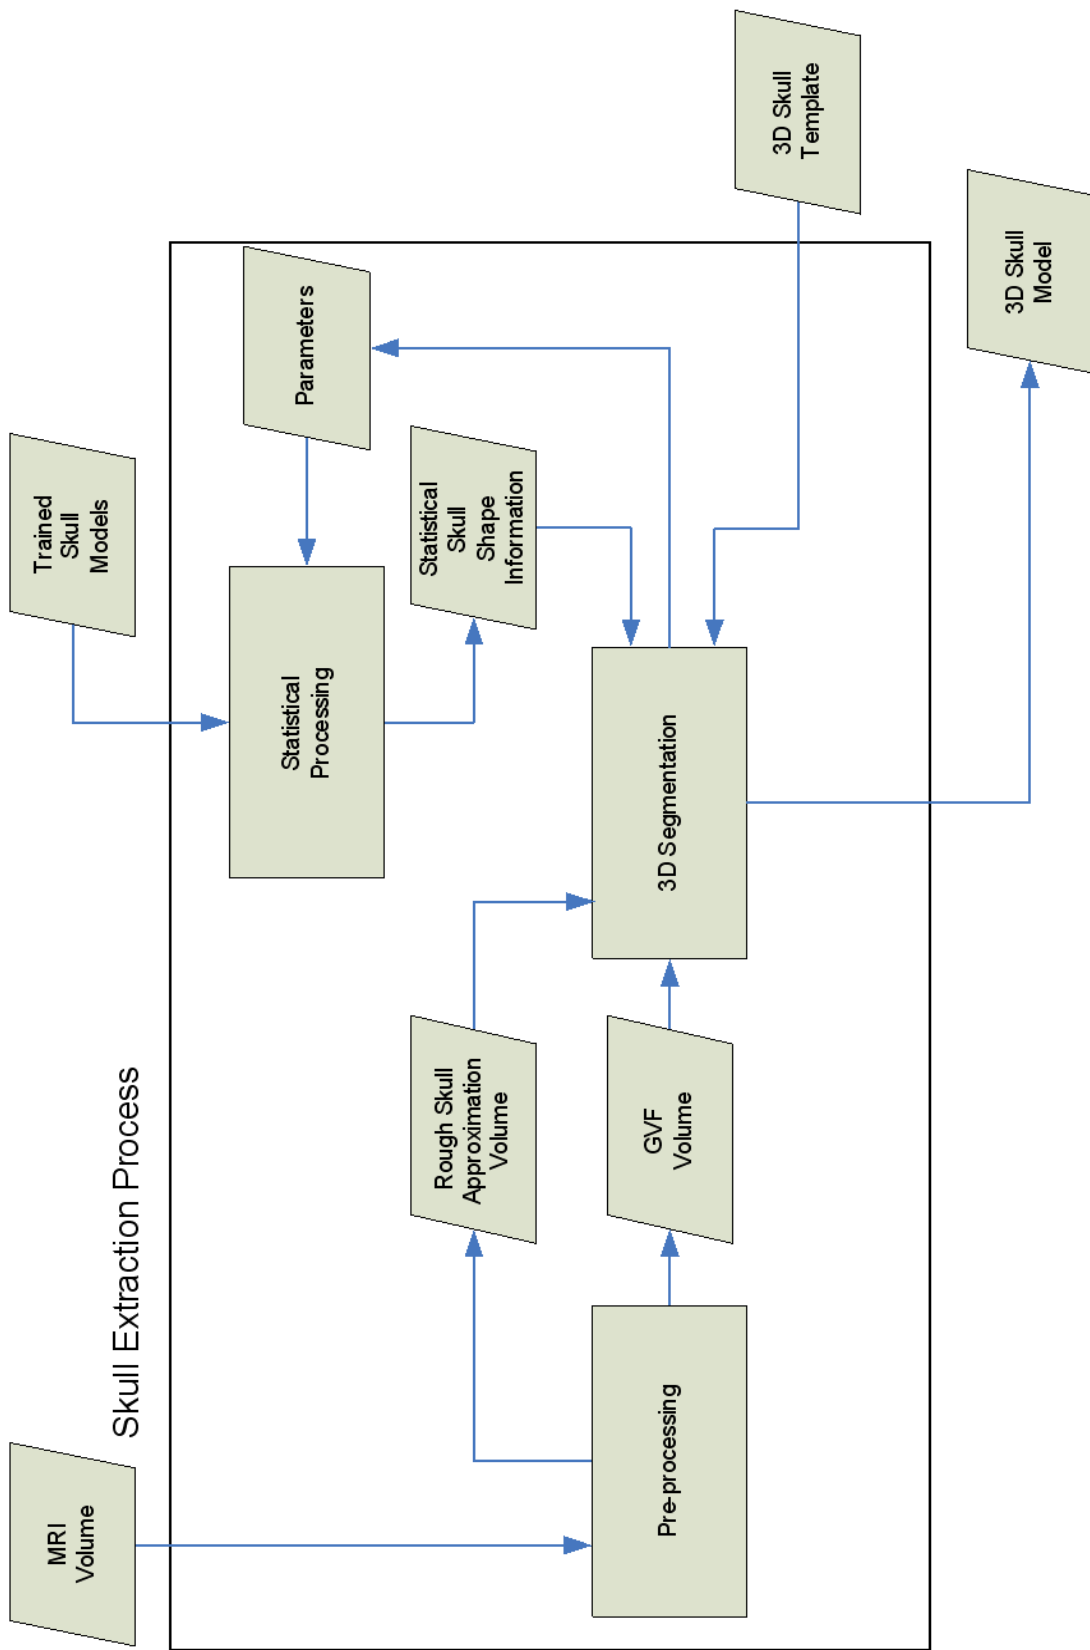 MRI
Volume
Skull Extraction Process
Trained
Skull
Models
Statistical
Processing
Parameters
Rough Skull
Approximation
Volume
Statistical
Skull
Shape
Information
Pre-processing
GVF
Volume
3D Segmentation
3D Skull
Template
3D Skull
Model